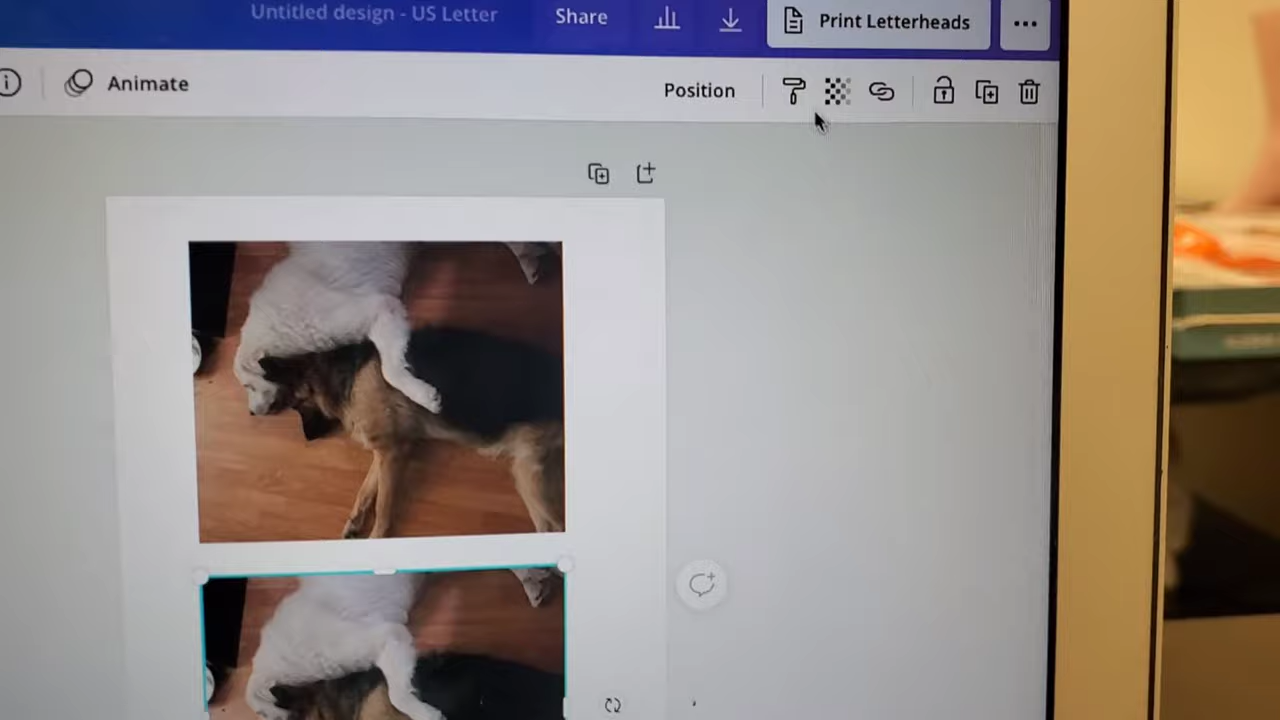 Untitled design - US Letter
Share
Print Letterheads
Animate
Position